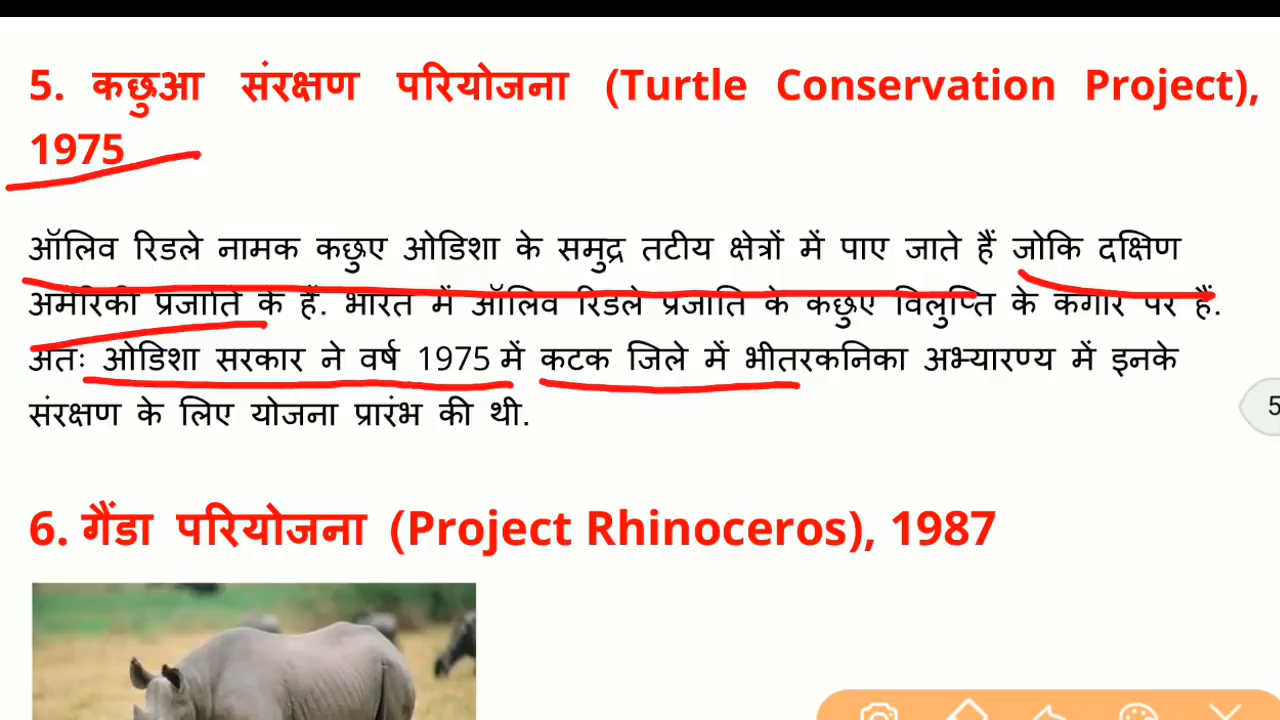 5. कछुआ संरक्षण परियोजना (Turtle Conservation Project),
1975
ऑलिव रिडले नामक कछुए ओडिशा के समुद्र तटीय क्षेत्रों में पाए जाते हैं जोकि दक्षिण
अमेरिकी प्रजाति के हैं. भारत में ऑलिव रिडले प्रजाति के कछुए विलुप्ति के कगार पर हैं.
अतः ओडिशा सरकार ने वर्ष 1975 में कटक जिले में भीतरकनिका अभ्यारण्य में इनके
संरक्षण के लिए योजना प्रारंभ की थी.
5
6. गैंडा परियोजना (Project Rhinoceros), 1987